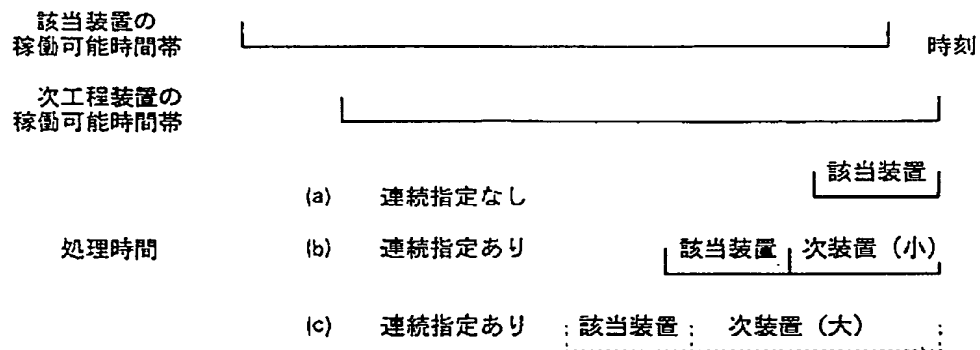 該当装置の
稼働可能時間帯
時刻
次工程装置の
稼働可能時間帯
該当装置
(a) 連続指定なし
処理時間 (b) 連続指定あり 該当装置 次装置（小）
(c) 連続指定あり 該当装置 次装置（大）